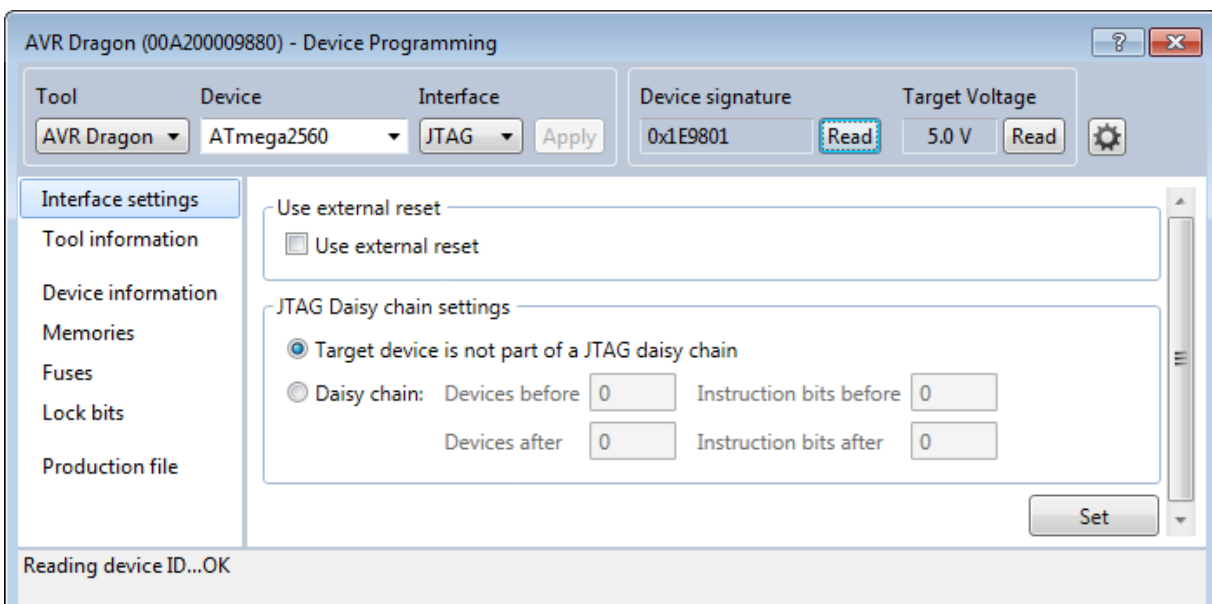 AVR Dragon (00A200009880) - Device Programming
?
Tool Device Interface Device signature Target Voltage
AVR Dragon ATmega2560 JTAG Apply 0x1E9801 Read 5.0 V Read
Interface settings
Tool information
Device information
Memories
Fuses
Lock bits
Production file
Use external reset
Use external reset
JTAG Daisy chain settings
Target device is not part of a JTAG daisy chain
Daisy chain: Devices before 0 Instruction bits before 0
Devices after 0 Instruction bits after 0
Set
Reading device ID...OK